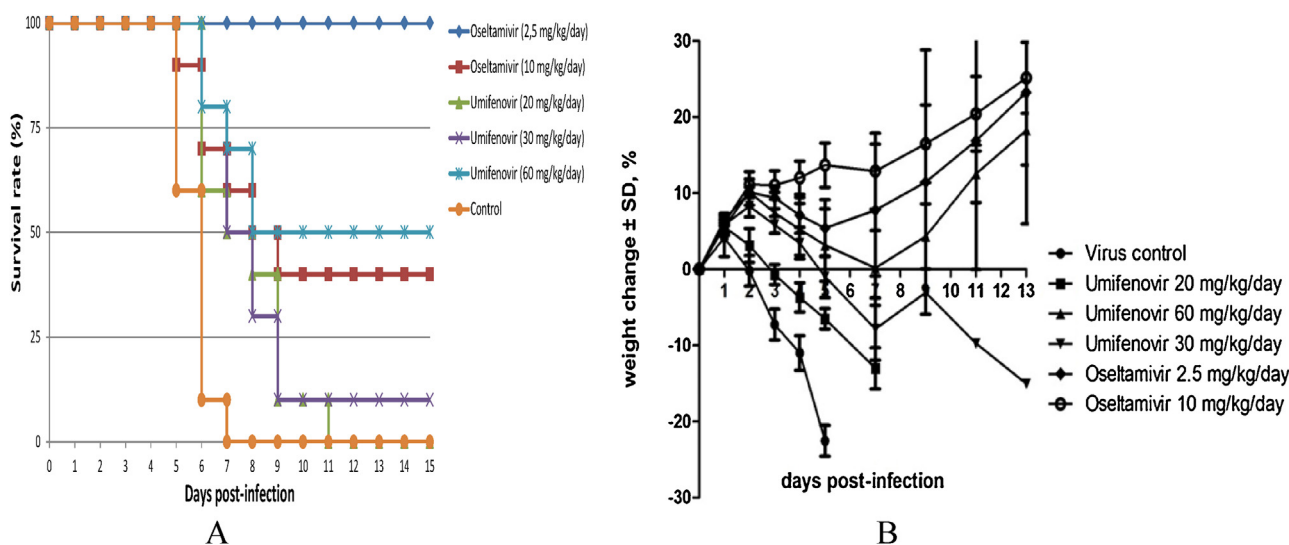 100
75
50
25
0
Survival rate (%)
0 1 2 3 4 5 6 7 8 9 10 11 12 13 14 15
Days post-infection
Oseltamivir (2,5 mg/kg/day)
Oseltamivir (10 mg/kg/day)
Umifenovir (20 mg/kg/day)
Umifenovir (30 mg/kg/day)
Umifenovir (60 mg/kg/day)
Control
A
30
20
10
0
-10
-20
-30
weight change ± SD, %
1 2 3 4 5 6 7 8 9 10 11 13
days post-infection
Virus control
Umifenovir 20 mg/kg/day
Umifenovir 60 mg/kg/day
Umifenovir 30 mg/kg/day
Oseltamivir 2.5 mg/kg/day
Oseltamivir 10 mg/kg/day
B